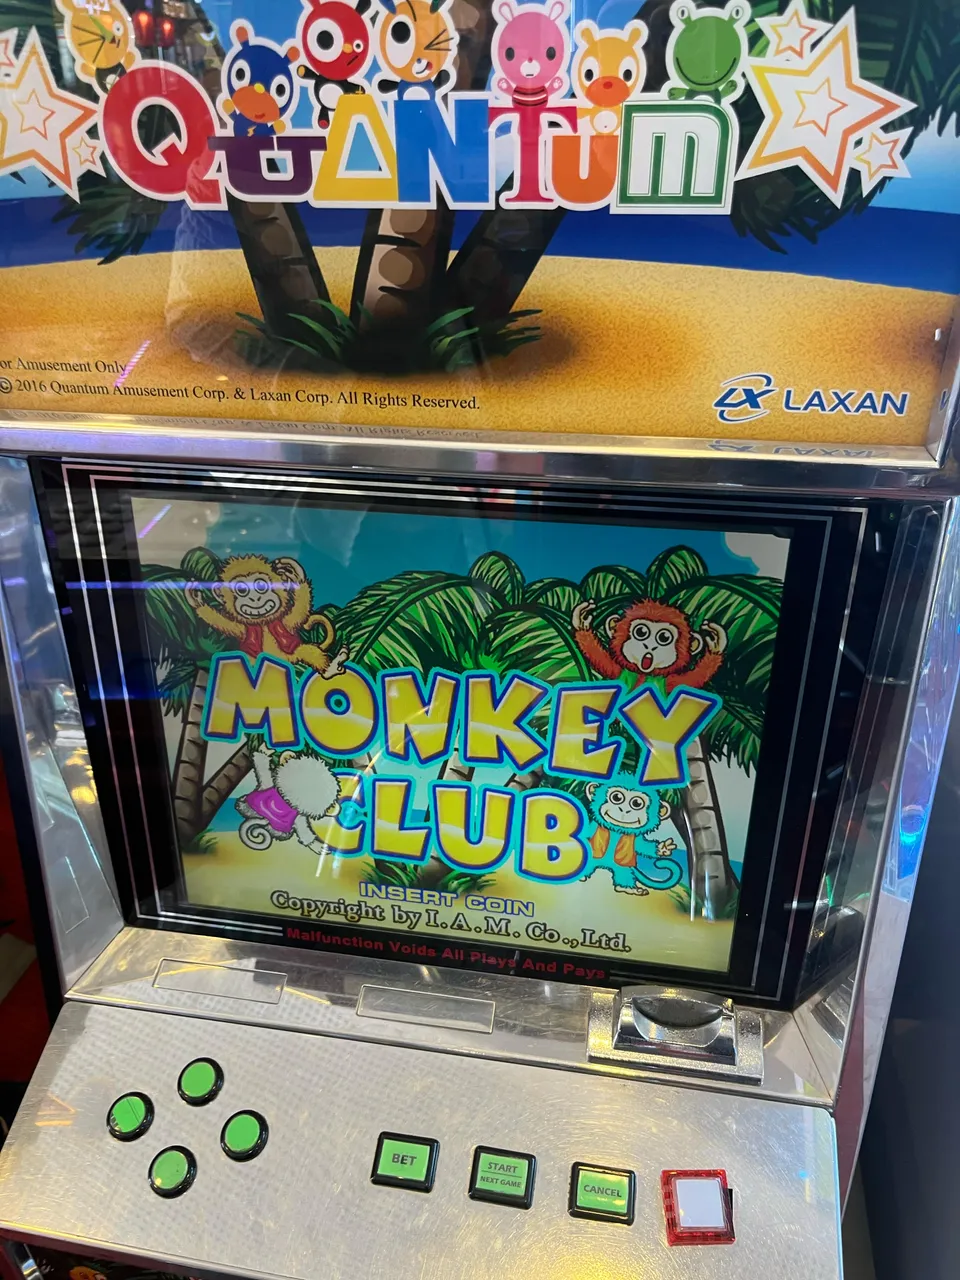 QUANTUM
or Amusement Only
© 2016 Quantum Amusement Corp. & Laxan Corp. All Rights Reserved.
LX LAXAN
MONKEY
CLUB
INSERT COIN
Copyright by I.A.M. Co., Ltd.
Malfunction Voids All Plays And Pays
BET
START
NEXT GAME
CANCEL